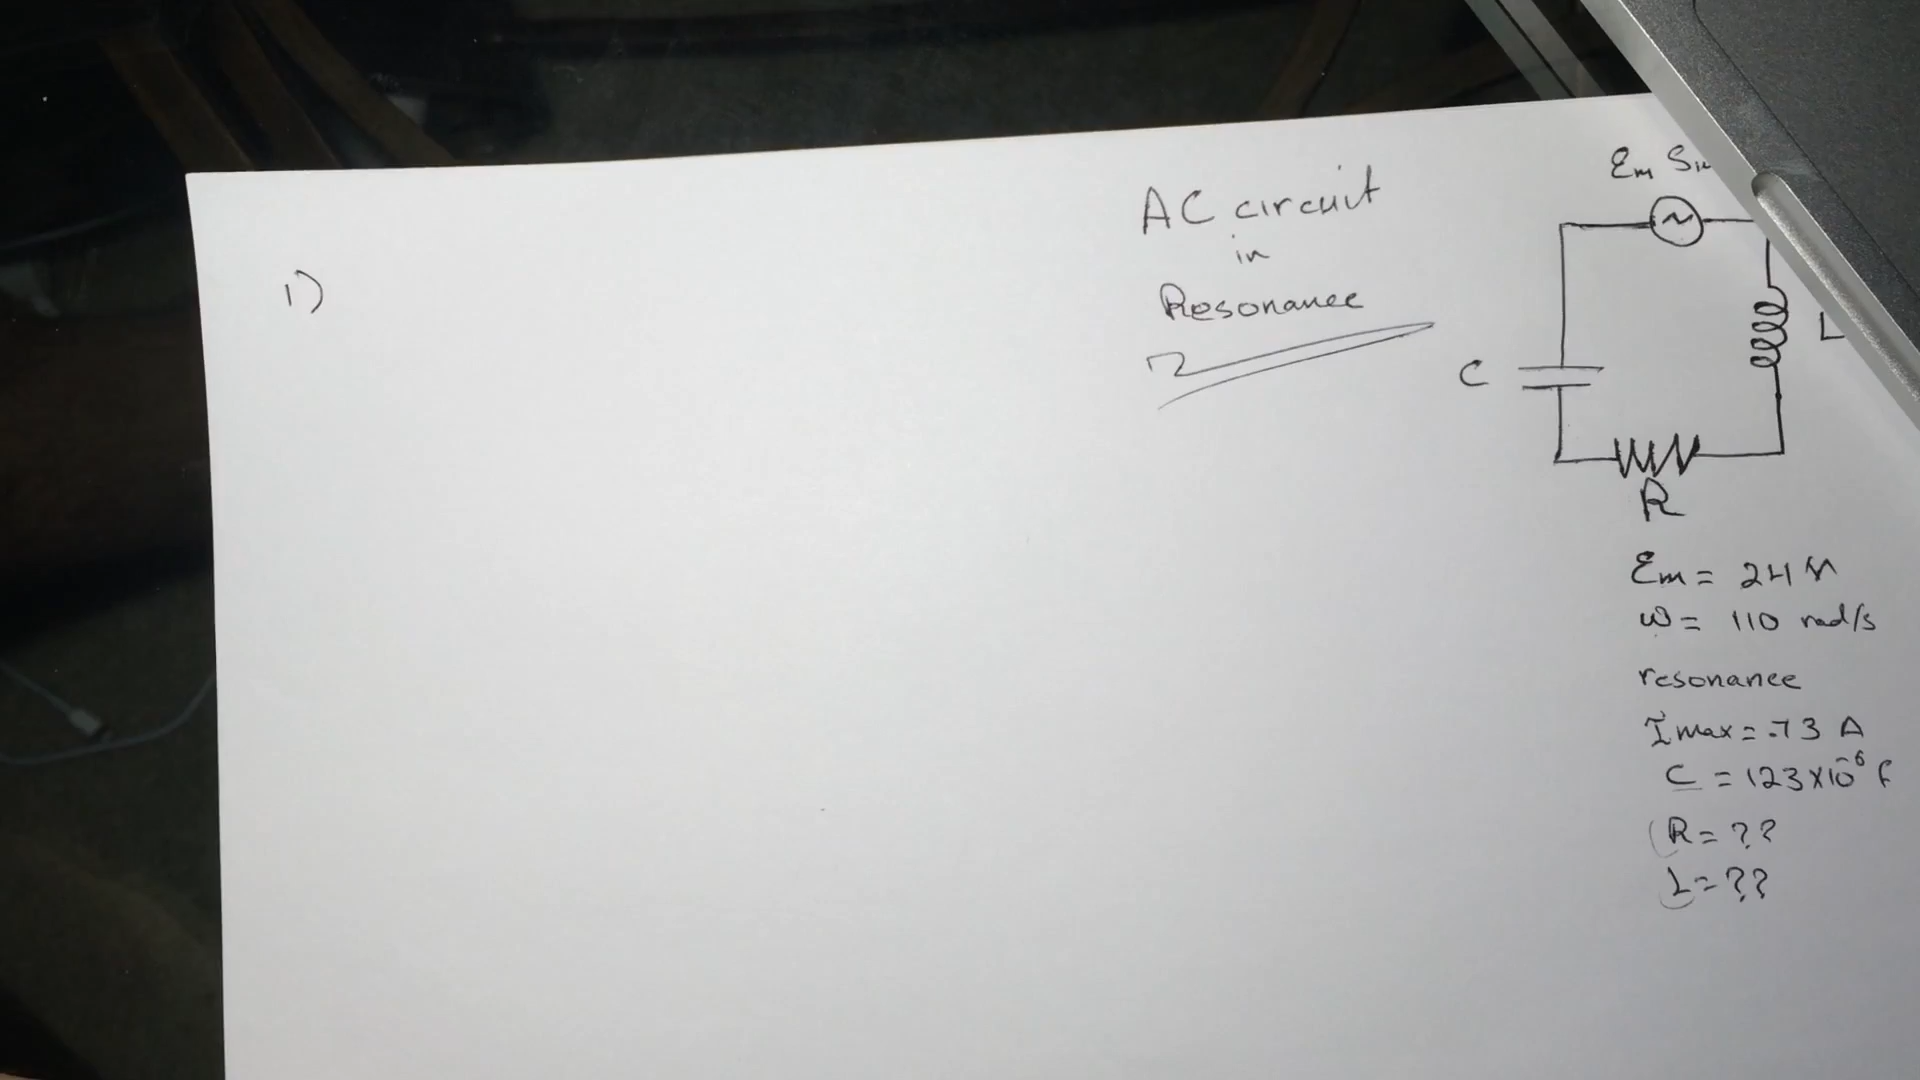 1)
AC circuit
in
Resonance
Em Sin
C
L
R
Em = 24 V
ω = 110 rad/s
resonance
Imax = .73 A
C = 123×10⁻⁶ f
R = ??
L = ??